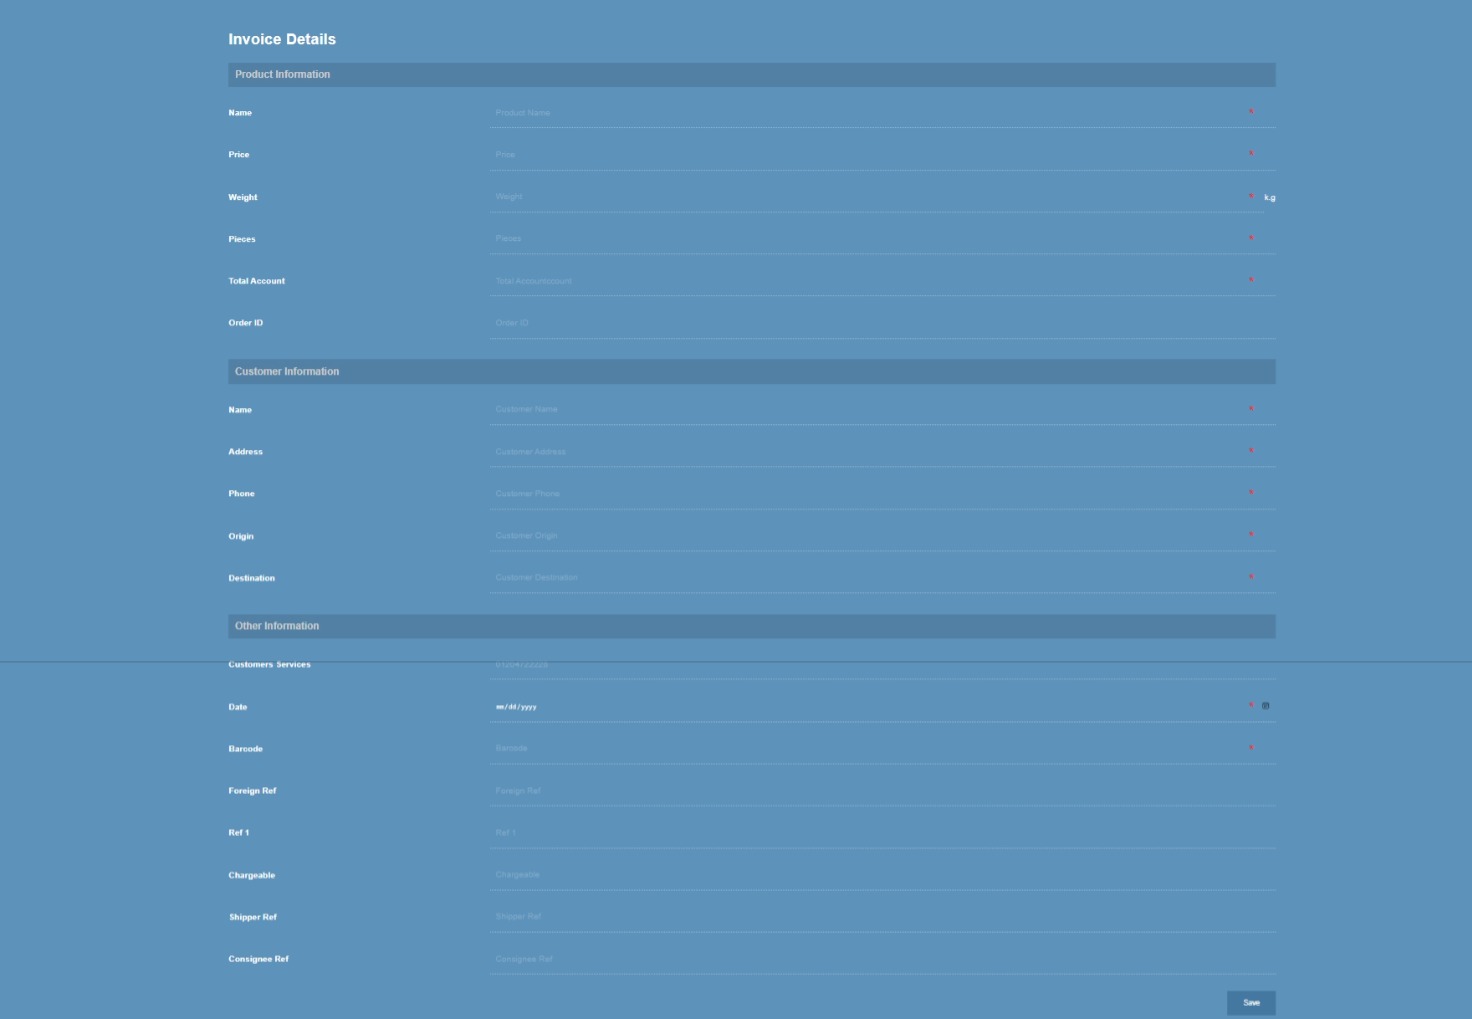 Invoice Details
Product Information
Name Product Name *
Price Price *
Weight Weight * k.g
Pieces Pieces *
Total Account Total Accountccount *
Order ID Order ID
Customer Information
Name Customer Name *
Address Customer Address *
Phone Customer Phone *
Origin Customer Origin *
Destination Customer Destination *
Other Information
Customers Services
Date mm/dd/yyyy *
Barcode Barcode *
Foreign Ref Foreign Ref
Ref 1 Ref 1
Chargeable Chargeable
Shipper Ref Shipper Ref
Consignee Ref Consignee Ref
Save